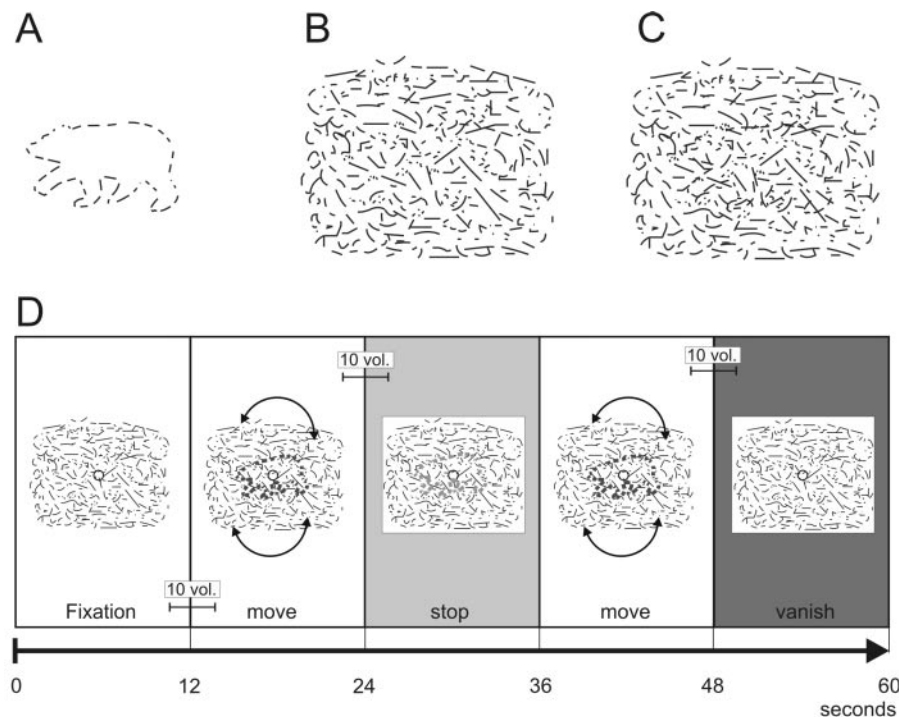 A
B
C
D
10 vol.
10 vol.
10 vol.
Fixation
move
stop
move
vanish
0
12
24
36
48
60
seconds